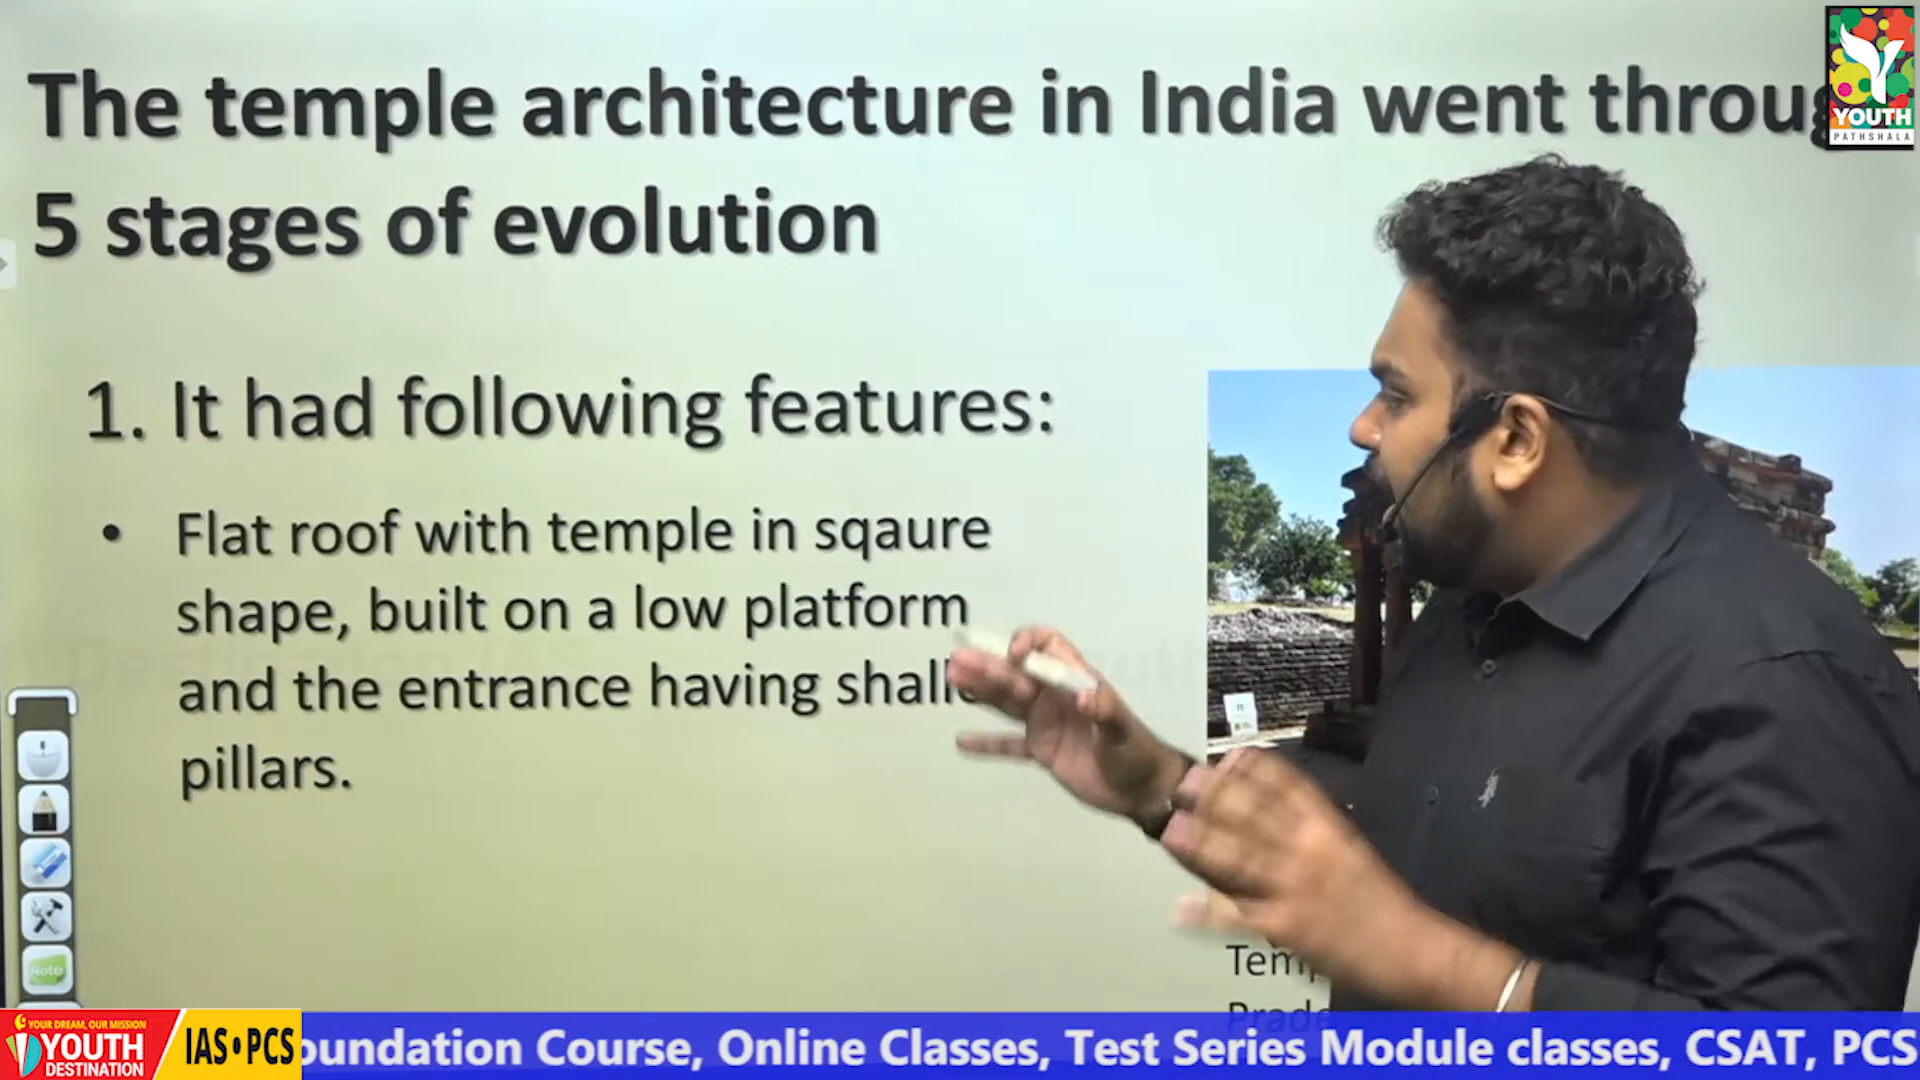 The temple architecture in India went throug
5 stages of evolution
1. It had following features:
• Flat roof with temple in sqaure
shape, built on a low platform
and the entrance having shall
pillars.
Note
YOUTH
PATHSHALA
YOUR DREAM, OUR MISSION
YOUTH
DESTINATION
IAS•PCS
oundation Course, Online Classes, Test Series Module classes, CSAT, PCS